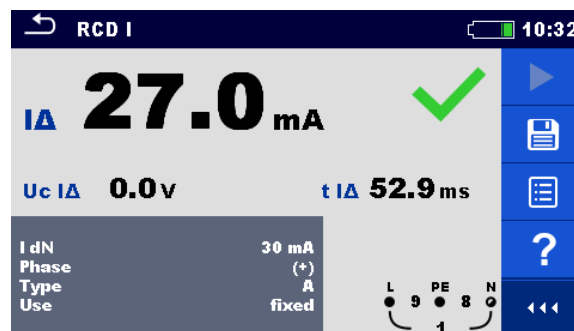 RCD I 10:32
IΔ 27.0 mA
Uc IΔ 0.0 V t IΔ 52.9 ms
I dN 30 mA
Phase (+)
Type A
Use fixed
L PE N
9 8
1
?